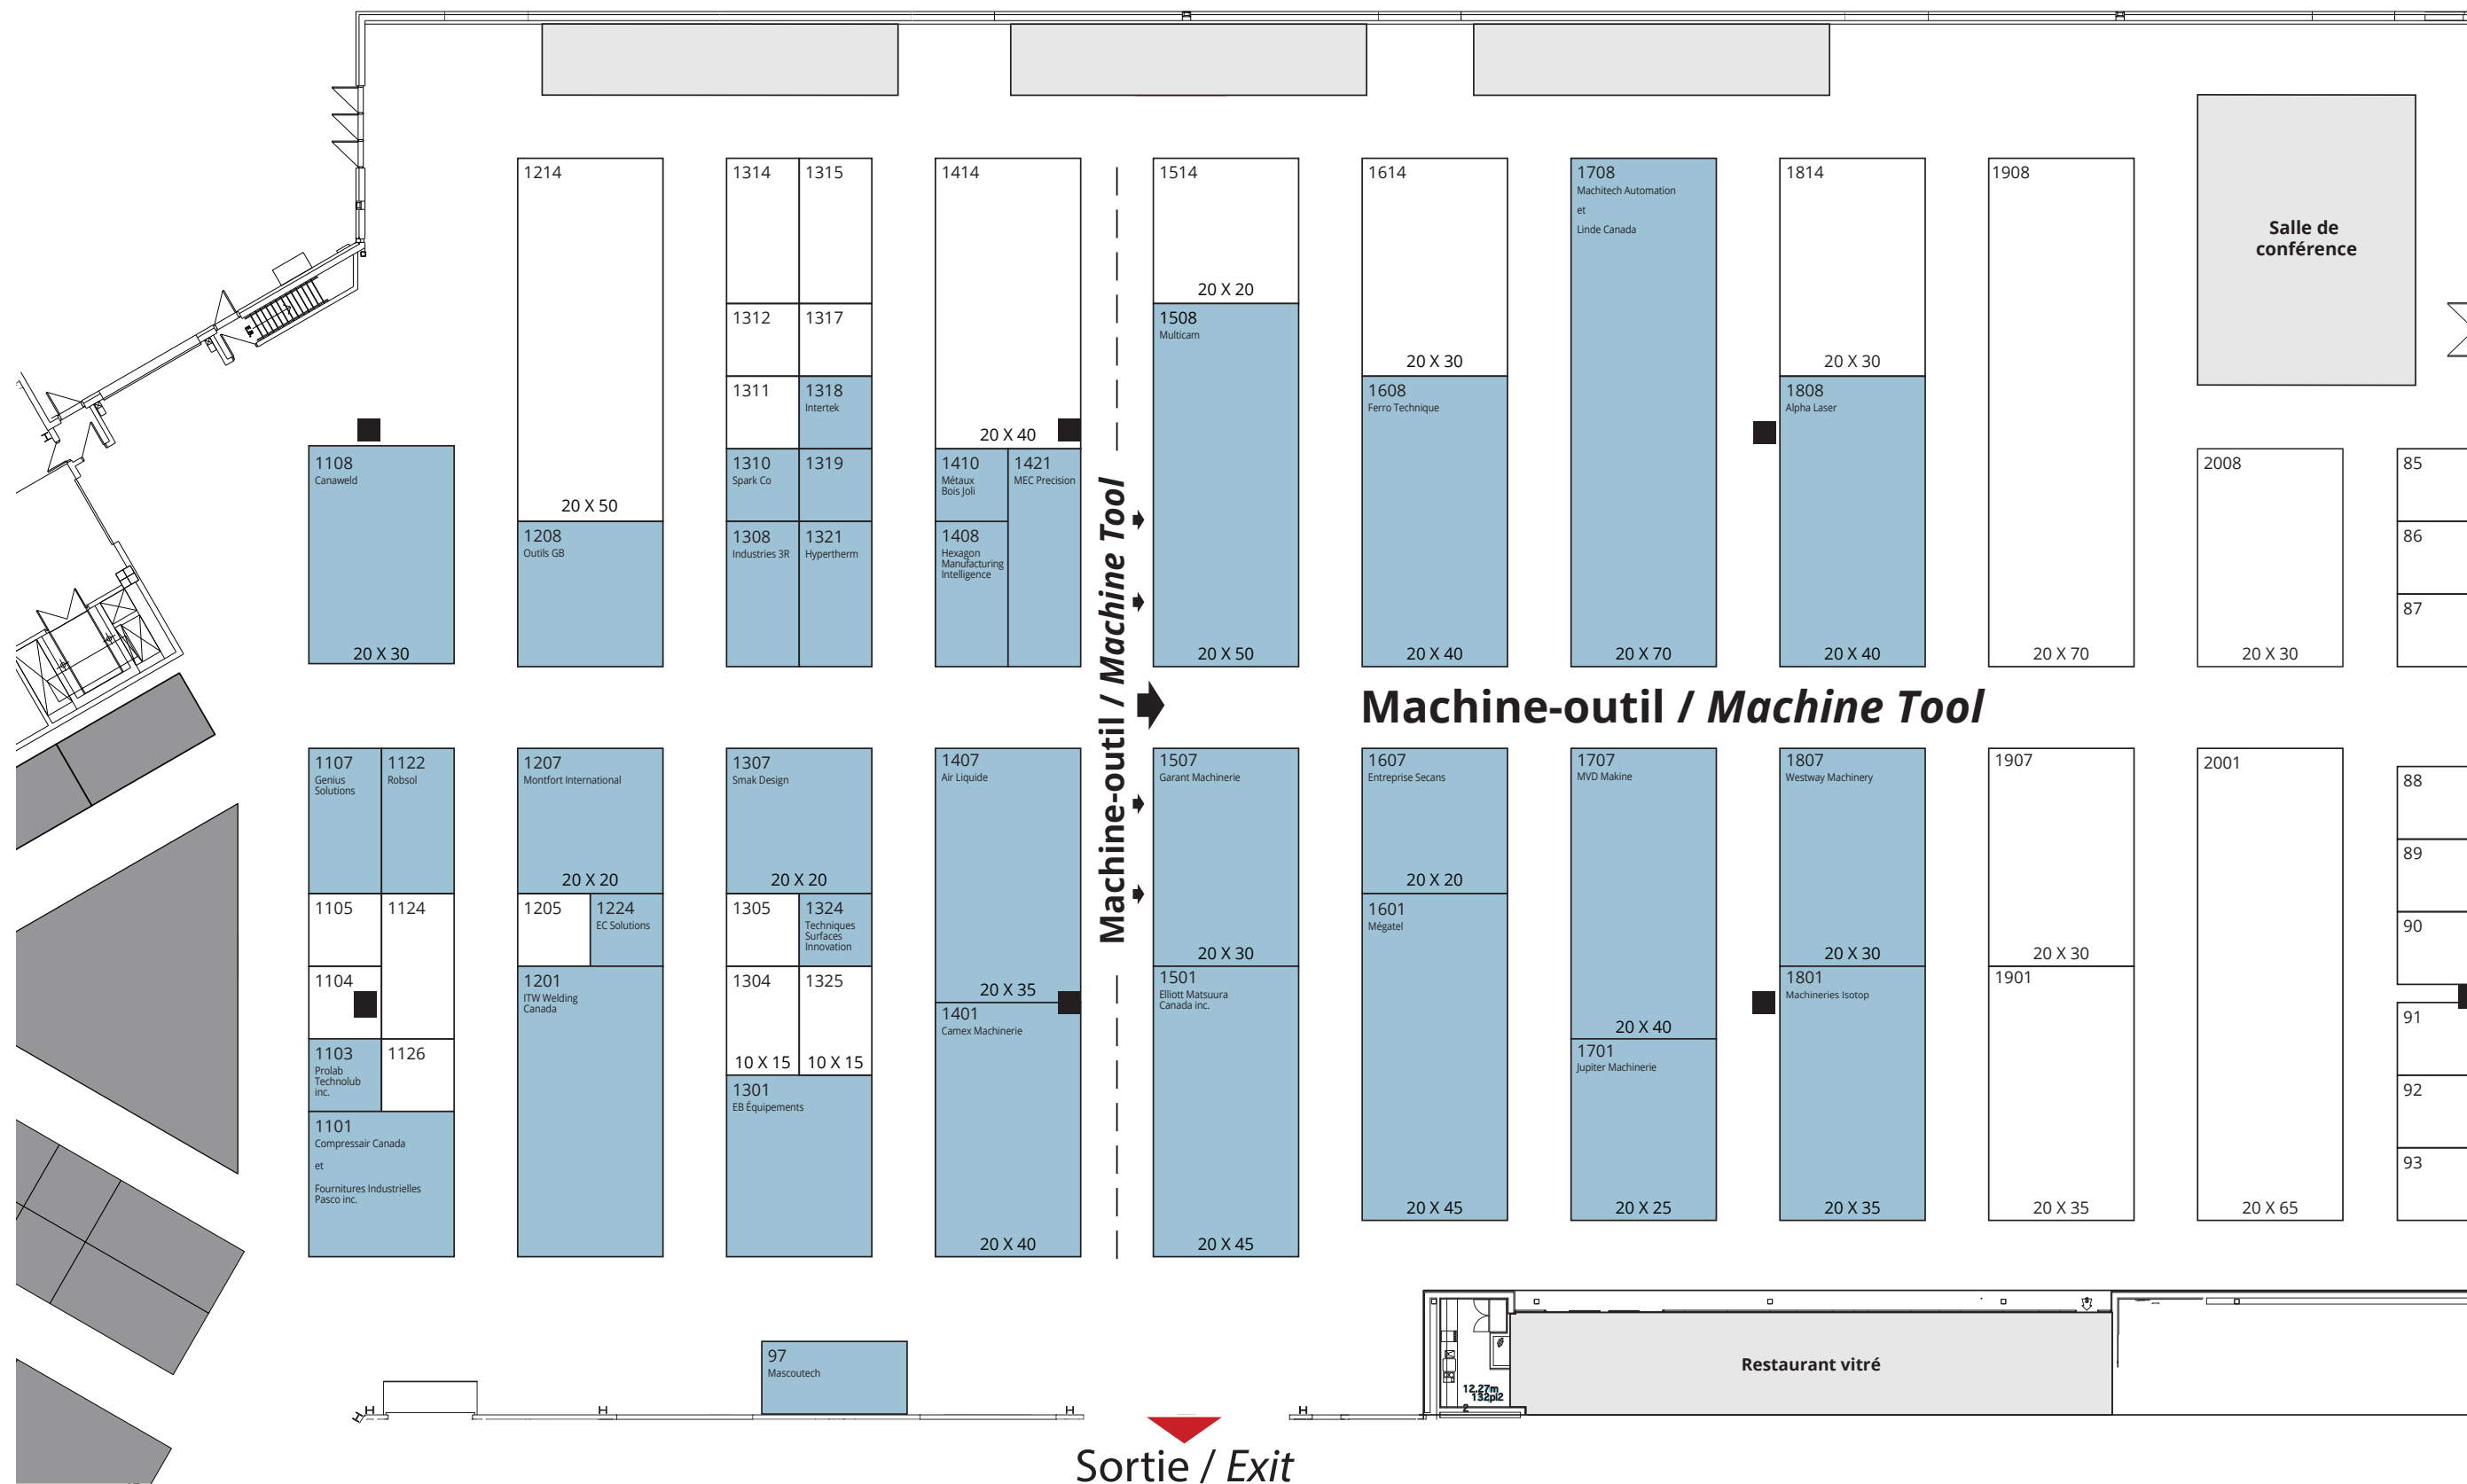 1214
20 X 50
1208
Outils GB
1314
1315
1312
1317
1311
1318
Intertek
1310
Spark Co
1319
1308
Industries 3R
1321
Hypertherm
1414
20 X 40
1410
Métaux
Bois Joli
1421
MEC Precision
1408
Hexagon
Manufacturing
Intelligence
1514
20 X 20
1508
Multicam
20 X 50
1614
20 X 30
1608
Ferro Technique
20 X 40
1708
Machitech Automation
et
Linde Canada
20 X 70
1814
20 X 30
1808
Alpha Laser
20 X 40
1908
20 X 70
Salle de
conférence
2008
20 X 30
85
86
87
1108
Canaweld
20 X 30
Machine-outil / Machine Tool
Machine-outil / Machine Tool
1107
Genius
Solutions
1122
Robsol
1105
1124
1104
1103
Prolab
Technolub
inc.
1126
1101
Compressair Canada
et
Fournitures Industrielles
Pasco inc.
1207
Montfort International
20 X 20
1205
1224
EC Solutions
1201
ITW Welding
Canada
1307
Smak Design
20 X 20
1305
1324
Techniques
Surfaces
Innovation
1304
10 X 15
1325
10 X 15
1301
EB Équipements
1407
Air Liquide
20 X 35
1401
Camex Machinerie
20 X 40
1507
Garant Machinerie
20 X 30
1501
Elliott Matsuura
Canada inc.
20 X 45
1607
Entreprise Secans
20 X 20
1601
Mégatel
20 X 45
1707
MVD Makine
20 X 40
1701
Jupiter Machinerie
20 X 25
1807
Westway Machinery
20 X 30
1801
Machineries Isotop
20 X 35
1907
20 X 30
1901
20 X 35
2001
20 X 65
88
89
90
91
92
93
97
Mascoutech
12.27m
132pi2
2
Restaurant vitré
Sortie / Exit